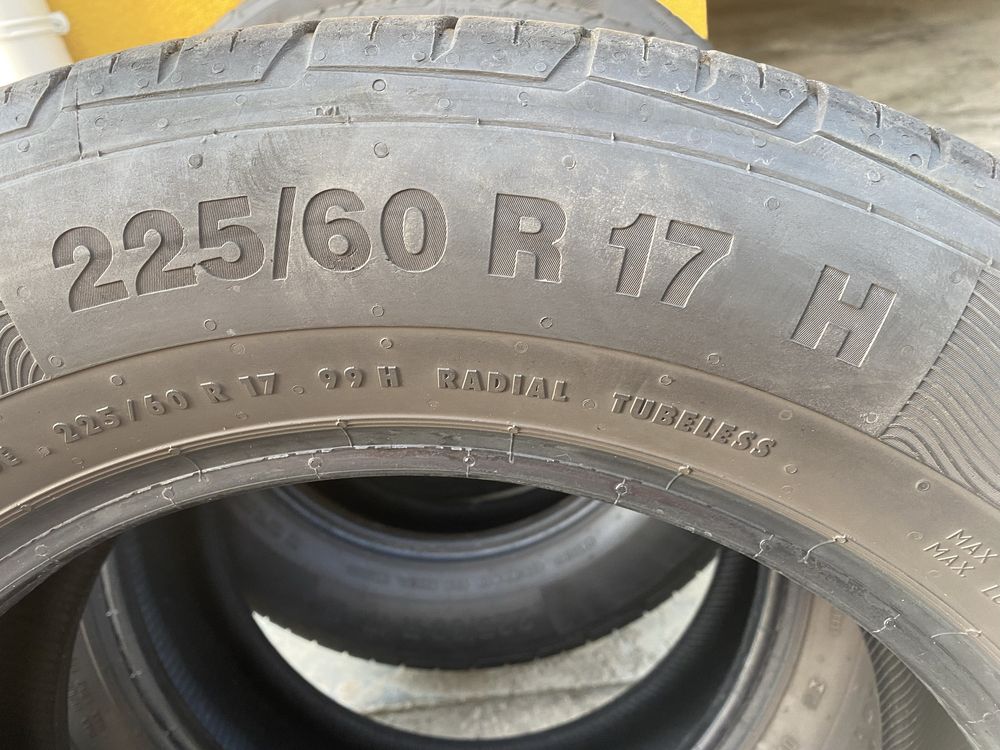 225/60 R 17 H
225/60 R 17 . 99 H RADIAL TUBELESS
MAX
MAX.